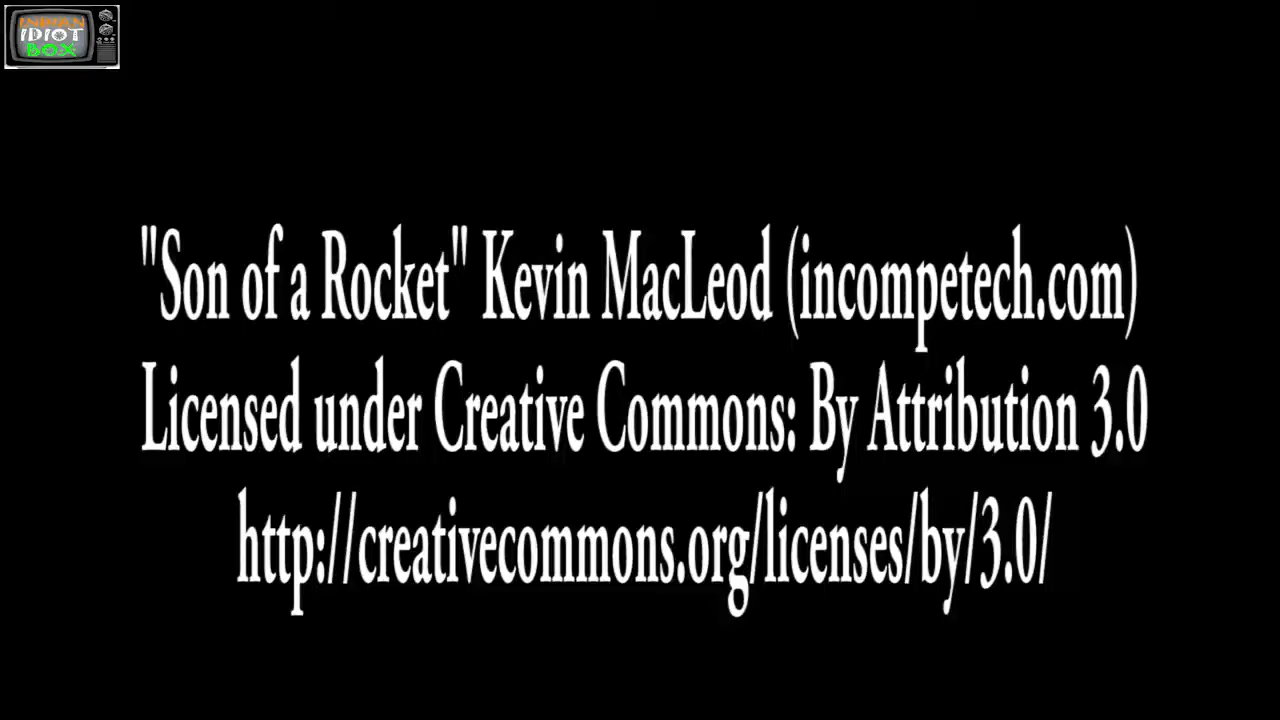 INDIAN
IDIOT
BOX
"Son of a Rocket" Kevin MacLeod (incompetech.com)
Licensed under Creative Commons: By Attribution 3.0
http://creativecommons.org/licenses/by/3.0/